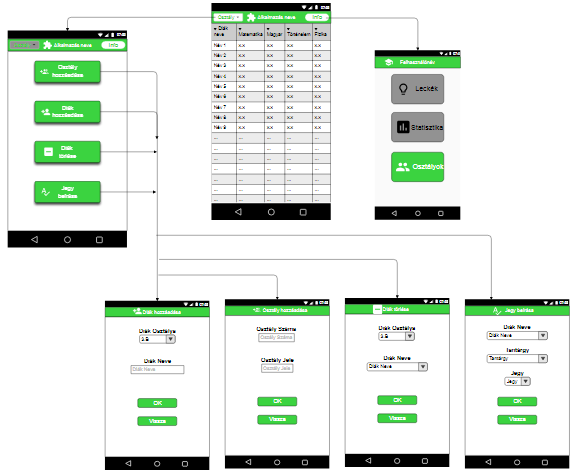 Osztály
Alkalmazás neve
Info
Diák neve
Matematika
Magyar
Történelem
Fizika
Név 1 x.x x.x x.x x.x
Név 2 x.x x.x x.x x.x
Név 3 x.x x.x x.x x.x
Név 4 x.x x.x x.x x.x
Név 5 x.x x.x x.x x.x
Név 6 x.x x.x x.x x.x
Név 7 x.x x.x x.x x.x
Név 8 x.x x.x x.x x.x
Név 9 x.x x.x x.x x.x
... ... ... ... ...
... ... ... ... ...
... ... ... ... ...
... ... ... ... ...
... ... ... ... ...
... ... ... ... ...
... ... ... ... ...
Alkalmazás neve
Info
Osztály
hozzáadása
Diák
hozzáadása
Diák
törlése
Jegy
beírása
Felhasználónév
Leckék
Statisztika
Osztályok
Diák hozzáadása
Diák Osztálya
9.B
Diák Neve
Diák Neve
OK
Vissza
Osztály hozzáadása
Osztály Száma
Osztály Száma
Osztály Jele
Osztály Jele
OK
Vissza
Diák törlése
Diák Osztálya
9.B
Diák Neve
Diák Neve
OK
Vissza
Jegy beírása
Diák Neve
Diák Neve
Tantárgy
Tantárgy
Jegy
Jegy
OK
Vissza